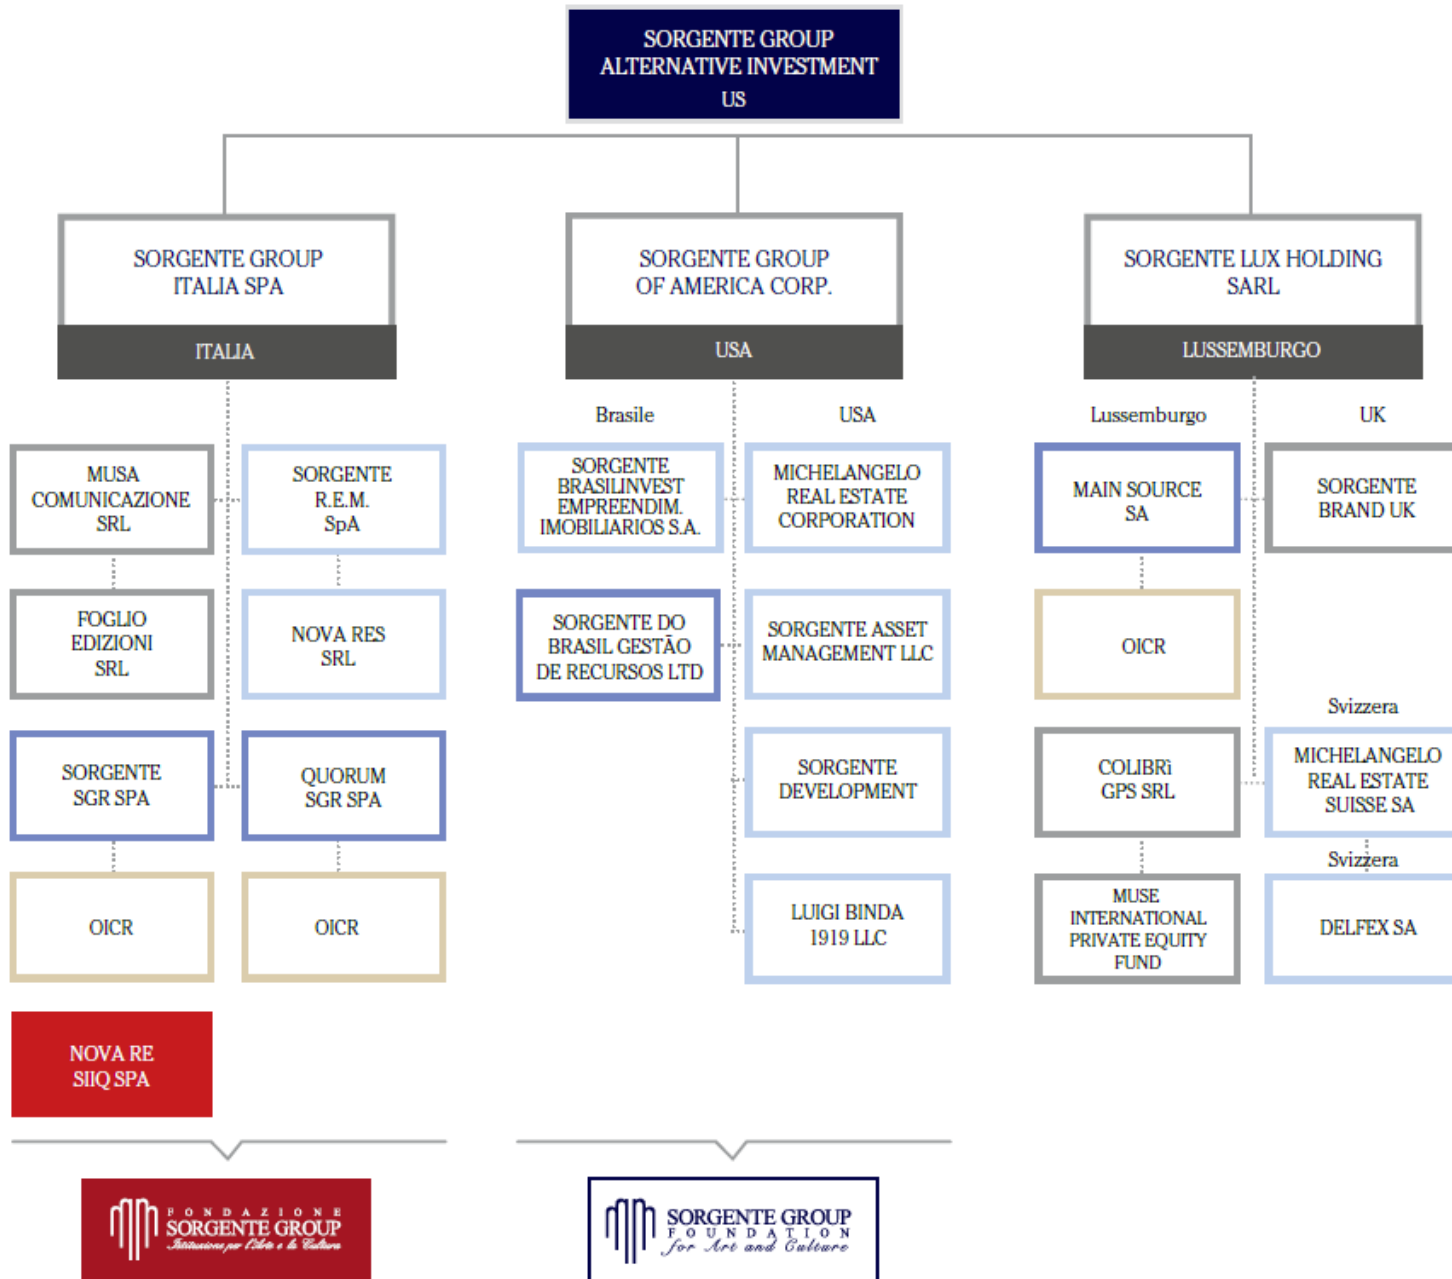 SORGENTE GROUP
ALTERNATIVE INVESTMENT
US
SORGENTE GROUP
ITALIA SPA
ITALIA
SORGENTE GROUP
OF AMERICA CORP.
USA
SORGENTE LUX HOLDING
SARL
LUSSEMBURGO
MUSA
COMUNICAZIONE
SRL
SORGENTE
R.E.M.
SpA
FOGLIO
EDIZIONI
SRL
NOVA RES
SRL
SORGENTE
SGR SPA
QUORUM
SGR SPA
OICR
OICR
NOVA RE
SIIQ SPA
Brasile
USA
SORGENTE
BRASILINVEST
EMPREENDIM.
IMOBILIARIOS S.A.
MICHELANGELO
REAL ESTATE
CORPORATION
SORGENTE DO
BRASIL GESTÃO
DE RECURSOS LTD
SORGENTE ASSET
MANAGEMENT LLC
SORGENTE
DEVELOPMENT
LUIGI BINDA
1919 LLC
Lussemburgo
UK
MAIN SOURCE
SA
SORGENTE
BRAND UK
OICR
Svizzera
COLIBRì
GPS SRL
MICHELANGELO
REAL ESTATE
SUISSE SA
Svizzera
MUSE
INTERNATIONAL
PRIVATE EQUITY
FUND
DELFEX SA
FONDAZIONE
SORGENTE GROUP
Istituzione per l'Arte e la Cultura
SORGENTE GROUP
FOUNDATION
for Art and Culture